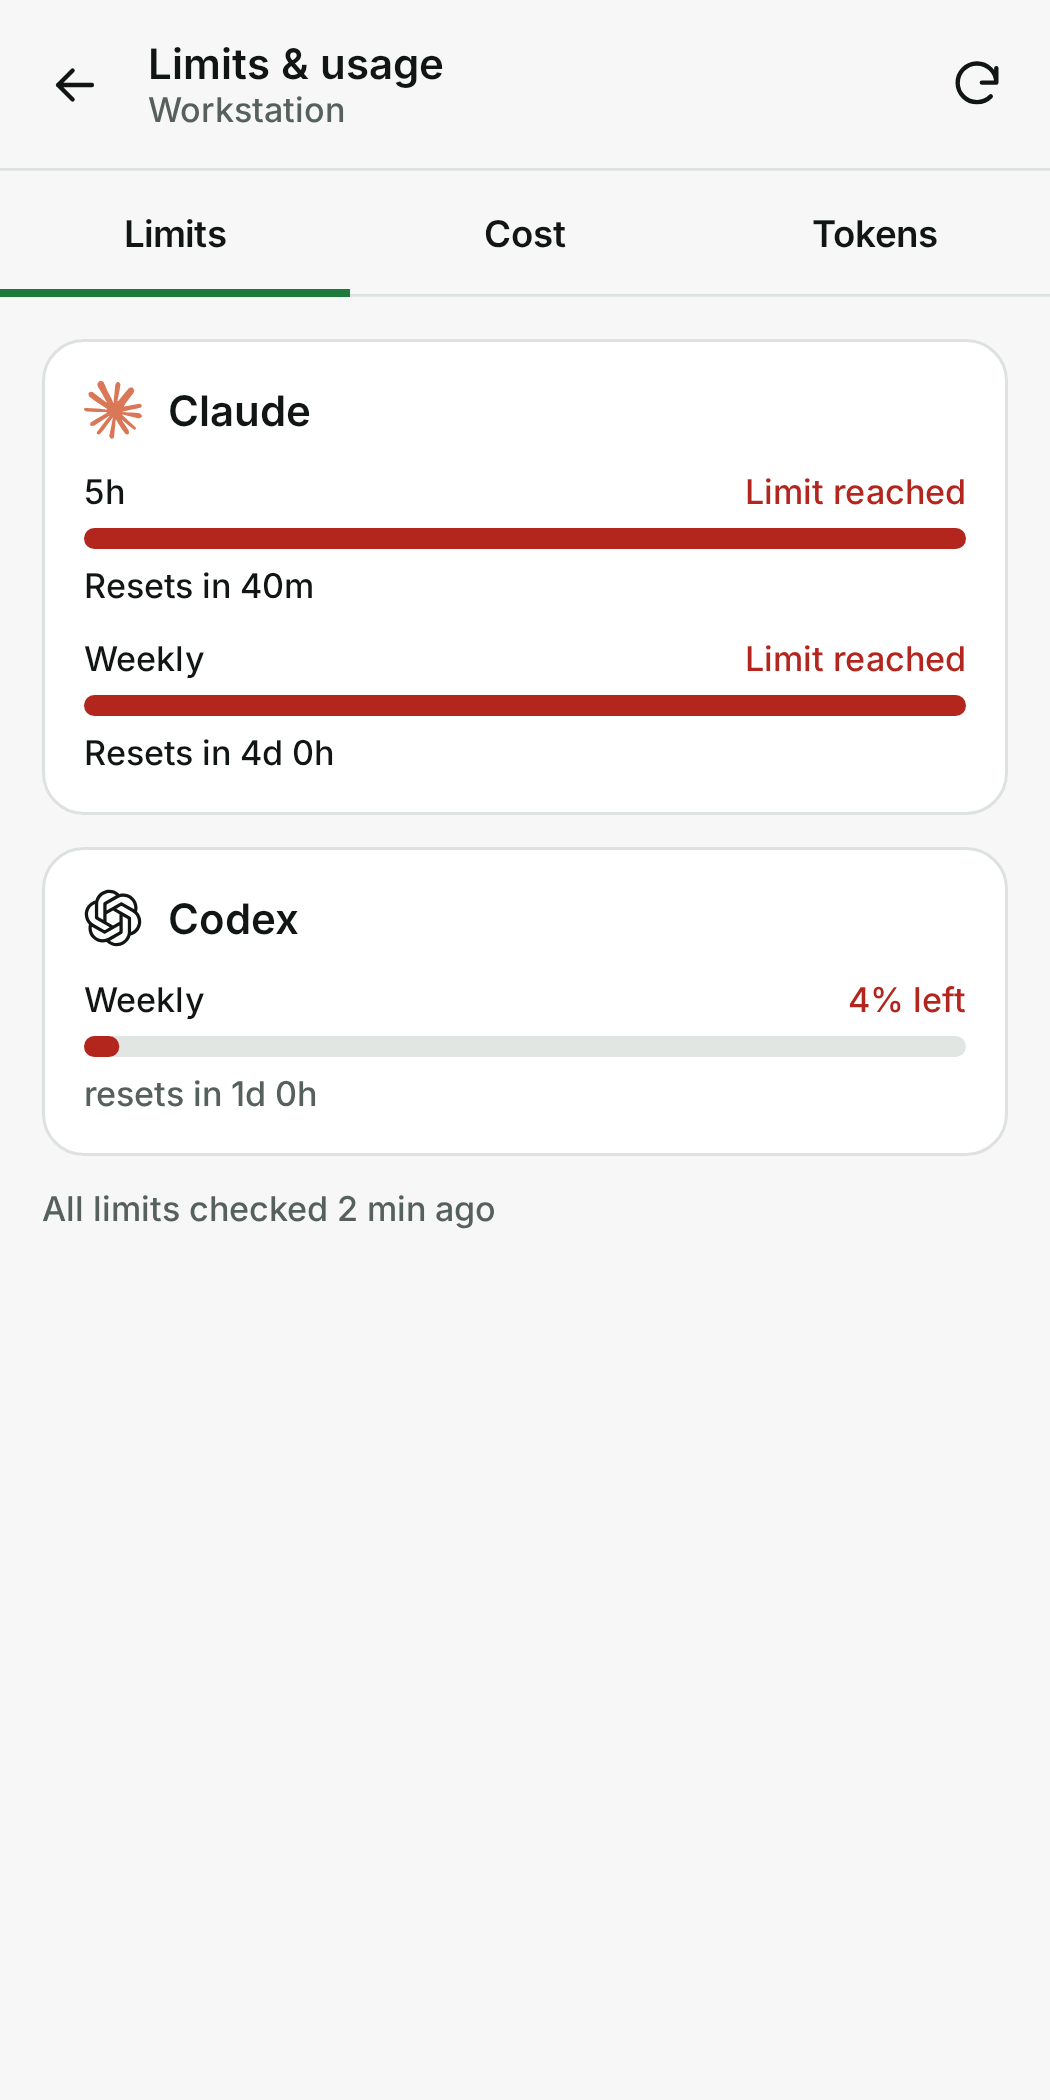 Limits & usage
Workstation
Limits
Cost
Tokens
Claude
5h
Limit reached
Resets in 40m
Weekly
Limit reached
Resets in 4d 0h
Codex
Weekly
4% left
resets in 1d 0h
All limits checked 2 min ago